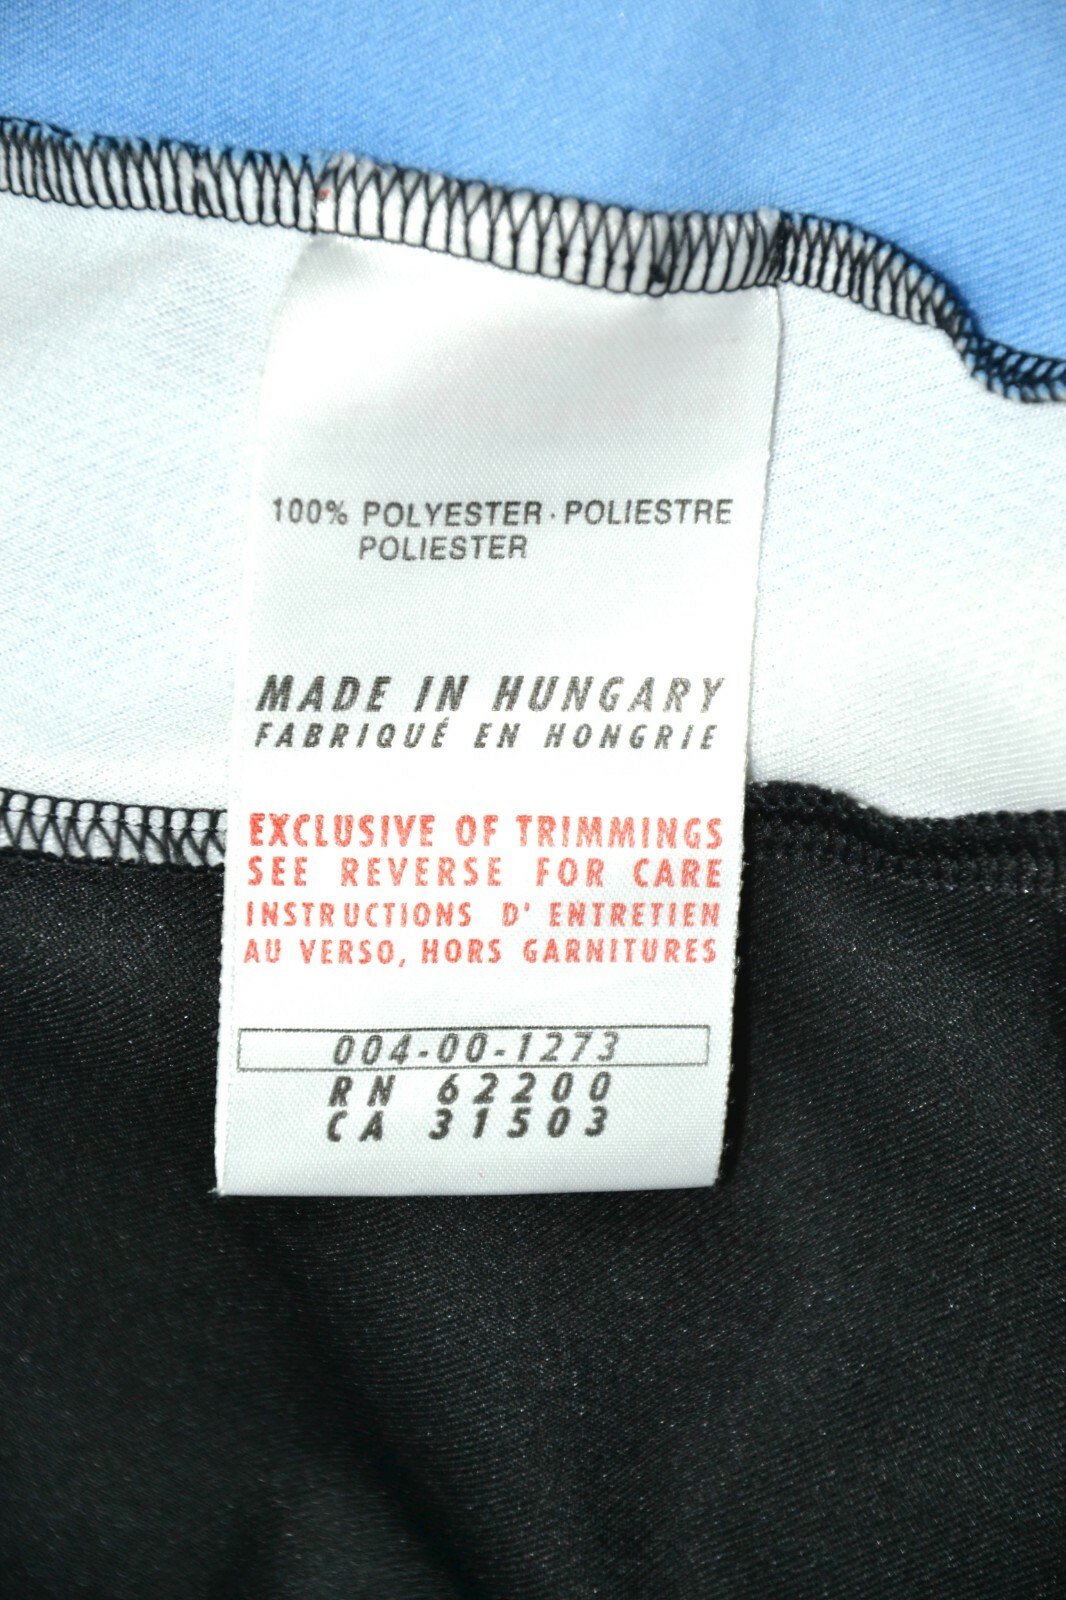 100% POLYESTER · POLIESTRE
POLIESTER
MADE IN HUNGARY
FABRIQUÉ EN HONGRIE
EXCLUSIVE OF TRIMMINGS
SEE REVERSE FOR CARE
INSTRUCTIONS D' ENTRETIEN
AU VERSO, HORS GARNITURES
004-00-1273
RN 62200
CA 31503